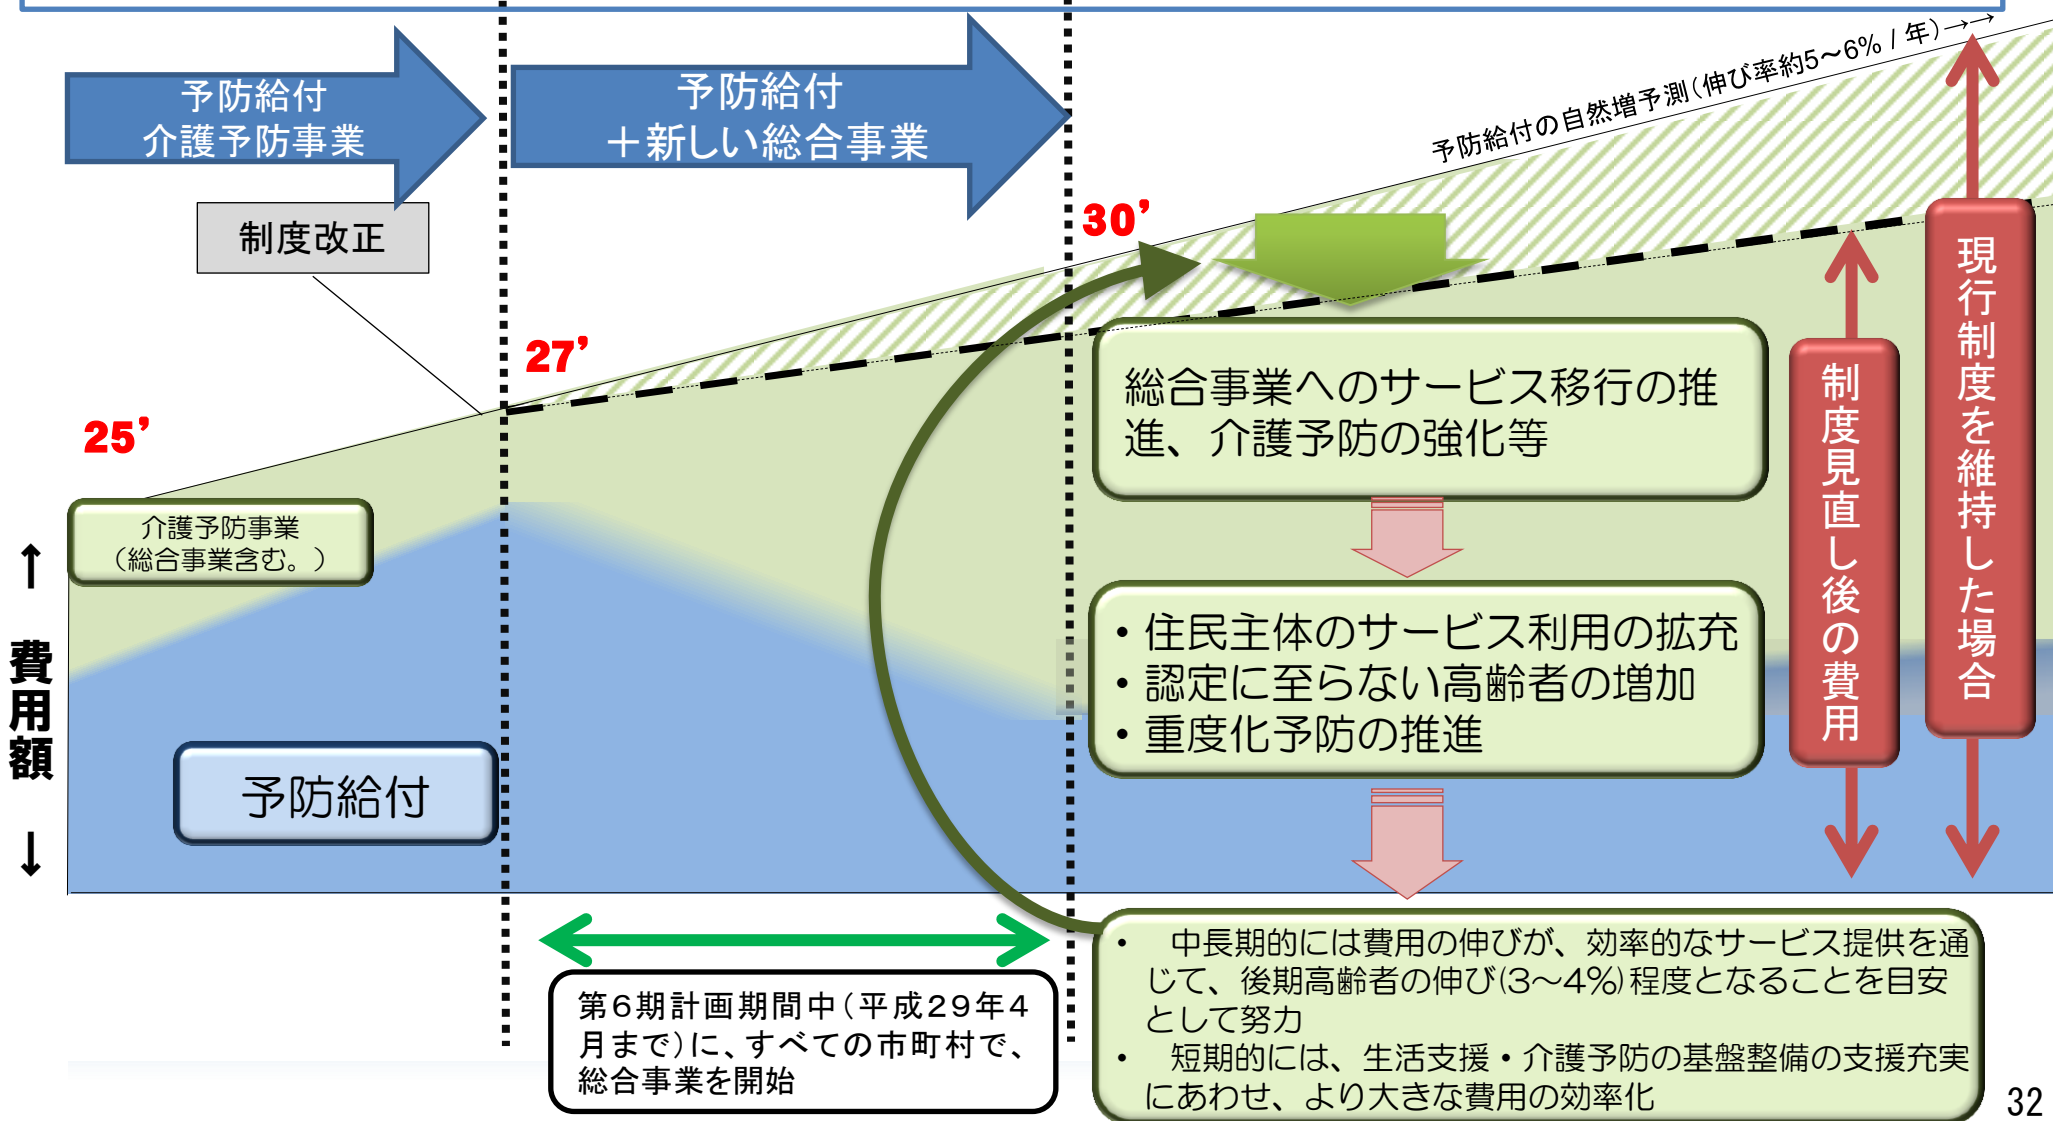 予防給付
介護予防事業
予防給付
＋新しい総合事業
予防給付の自然増予測（伸び率約5～6% / 年）→→
制度改正
30’
27’
25’
現行制度を維持した場合
制度見直し後の費用
総合事業へのサービス移行の推
進、介護予防の強化等
介護予防事業
（総合事業含む。）
↑
費用額
↓
・住民主体のサービス利用の拡充
・認定に至らない高齢者の増加
・重度化予防の推進
予防給付
第６期計画期間中（平成２９年４
月まで）に、すべての市町村で、
総合事業を開始
・ 中長期的には費用の伸びが、効率的なサービス提供を通
じて、後期高齢者の伸び(3～4%)程度となることを目安
として努力
・ 短期的には、生活支援・介護予防の基盤整備の支援充実
にあわせ、より大きな費用の効率化
32